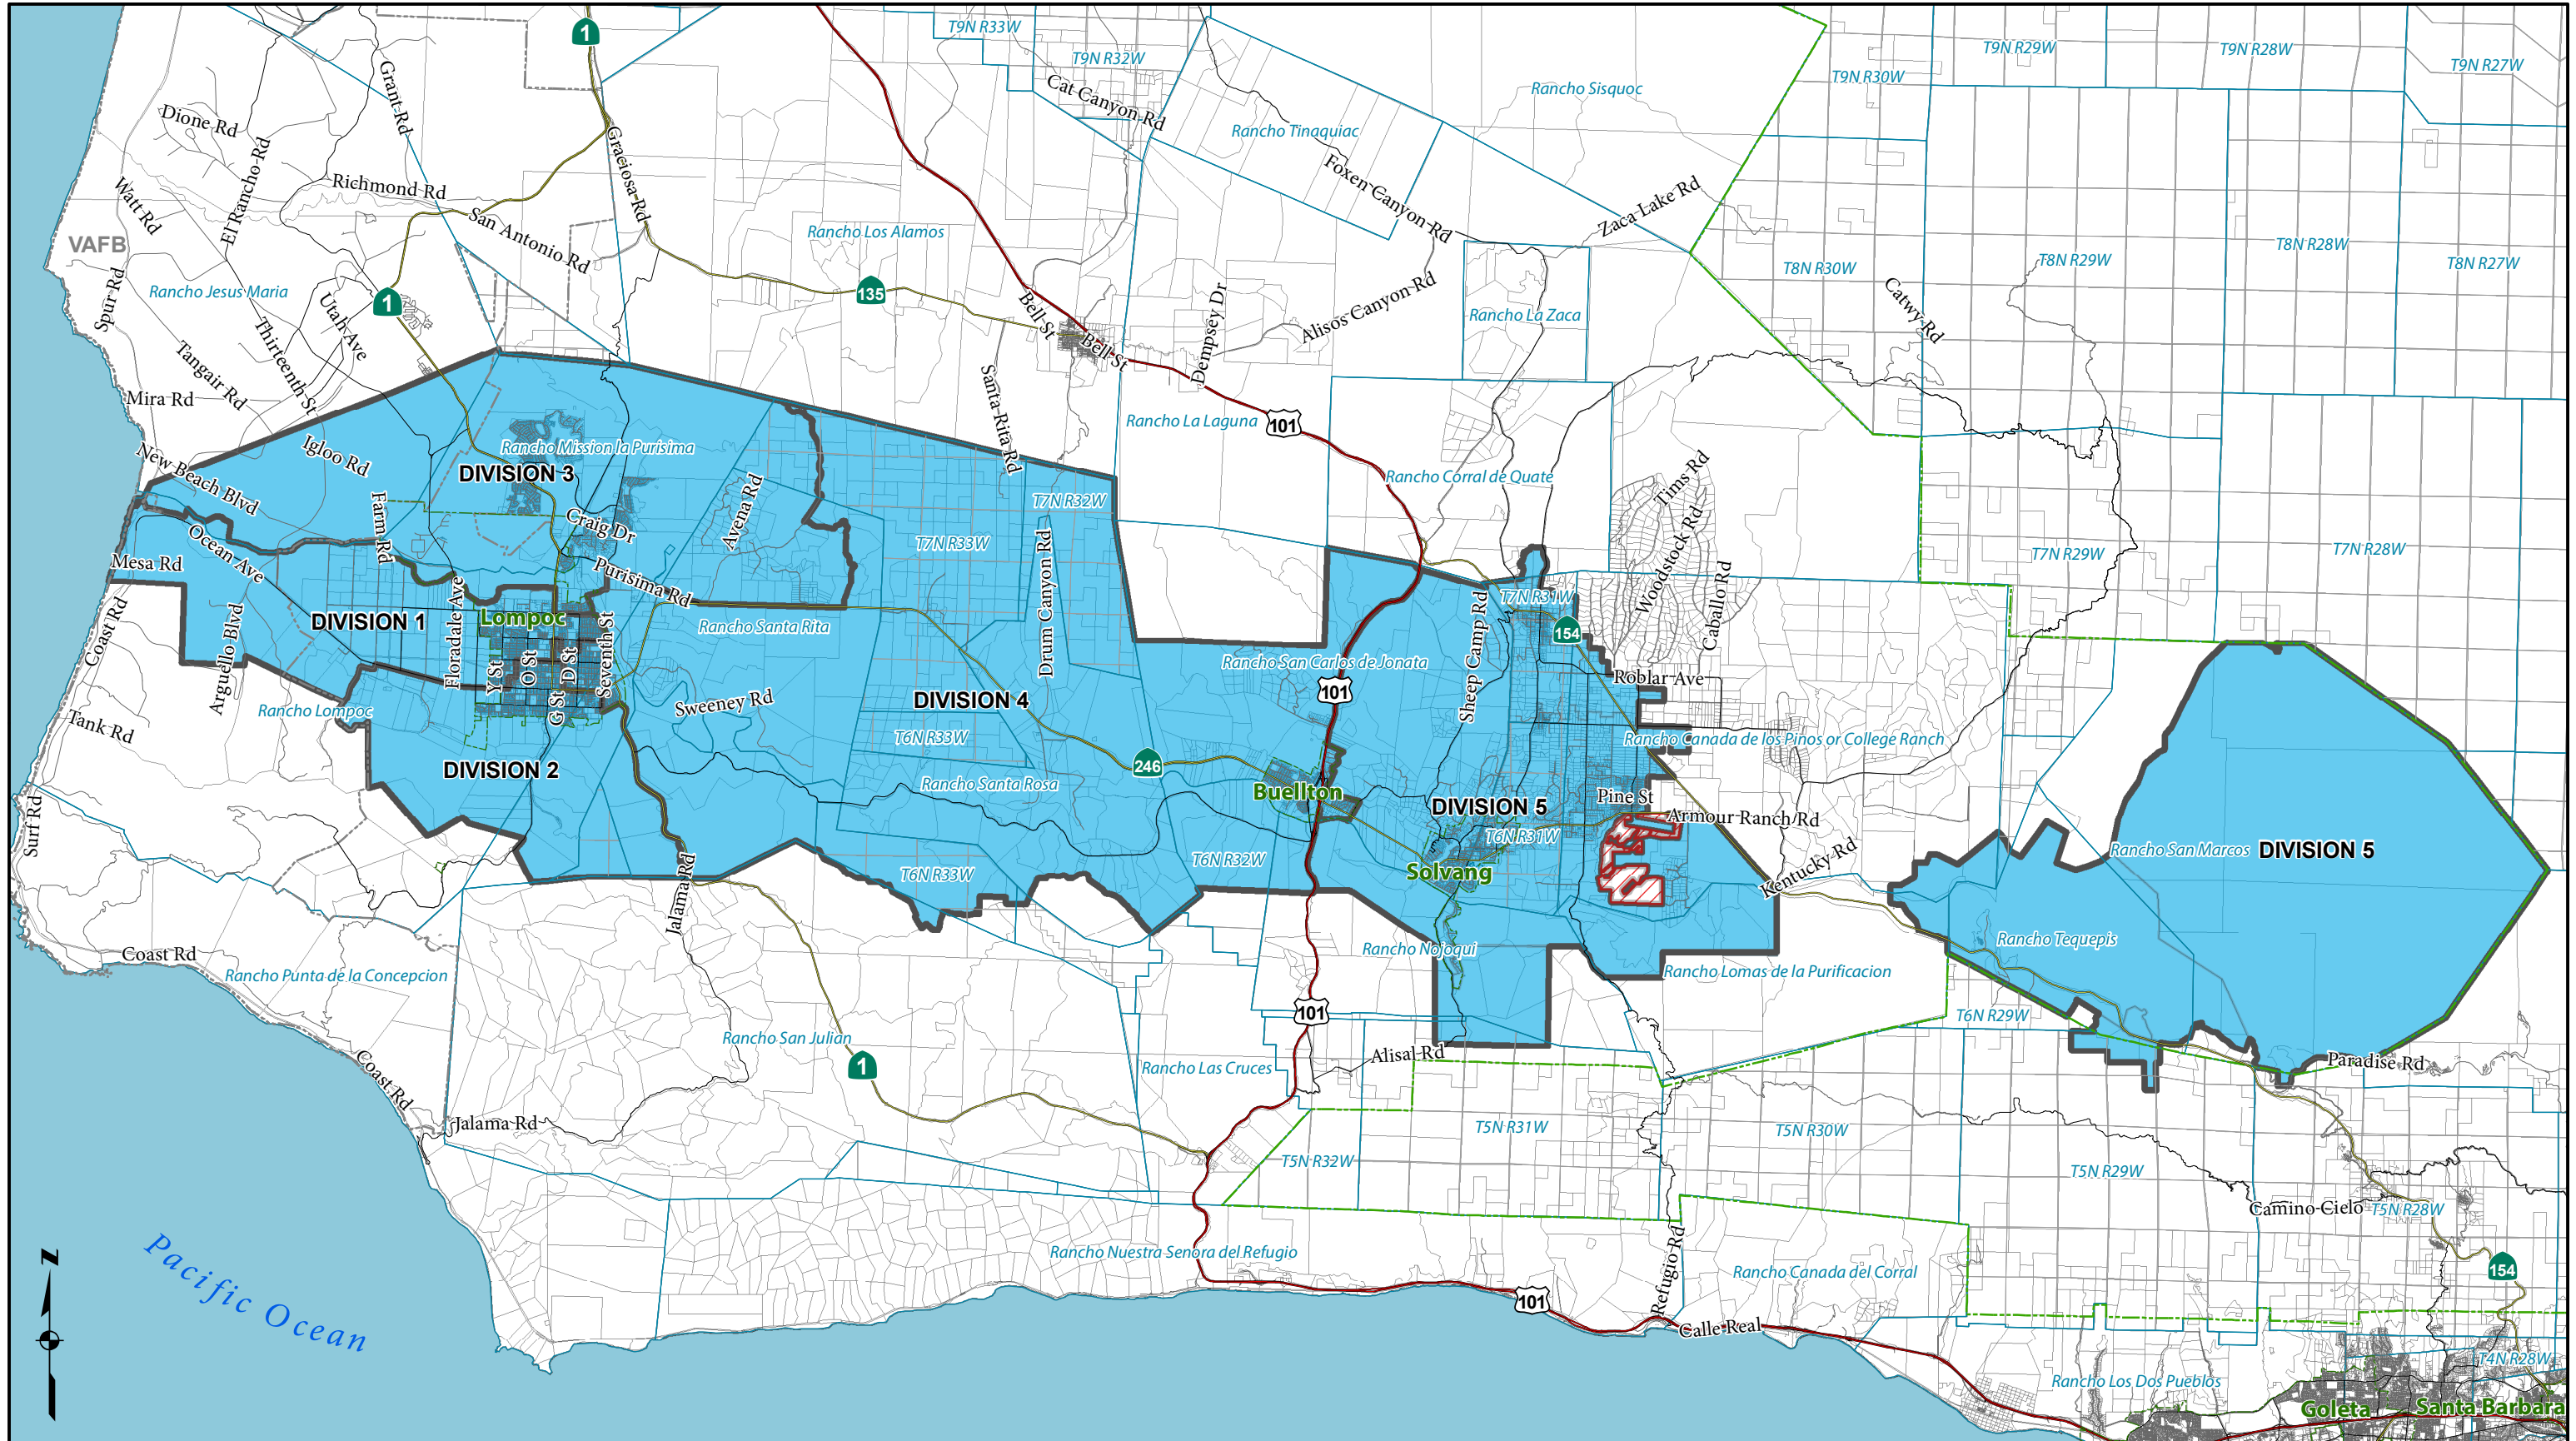 1
T9N R33W
T9N R32W
T9N R30W
T9N R29W
T9N R28W
T9N R27W
Grant Rd
Cat Canyon Rd
Rancho Sisquoc
Dione Rd
El Rancho Rd
Graciosa Rd
Rancho Tinaquiac
Foxen Canyon Rd
Richmond Rd
Watt Rd
San Antonio Rd
Zaca Lake Rd
VAFB
Rancho Los Alamos
T8N R30W
T8N R29W
T8N R28W
T8N R27W
Spur Rd
Rancho Jesus Maria
1
135
Bell St
Dempsey Dr
Alisos Canyon Rd
Rancho La Zaca
Catwy Rd
Thirteenth St
Utah Ave
Tangair Rd
Bell St
Mira Rd
Santa Rita Rd
Rancho La Laguna
101
Igloo Rd
Rancho Mission la Purisima
DIVISION 3
New Beach Blvd
Rancho Corral de Quate
Tims Rd
Farm Rd
Craig Dr
Avena Rd
T7N R32W
T7N R33W
Drum Canyon Rd
Woodstock Rd
T7N R29W
T7N R28W
Ocean Ave
Mesa Rd
Purisima Rd
Floradale Ave
Caballo Rd
T7N R31W
Sheep Camp Rd
154
Coast Rd
Arguello Blvd
DIVISION 1
Lompoc
Seventh St
Rancho Santa Rita
Y St
O St
D St
G St
Rancho San Carlos de Jonata
101
Roblar Ave
Rancho Lompoc
Tank Rd
Sweeney Rd
DIVISION 4
T6N R33W
Rancho Canada de los Pinos or College Ranch
DIVISION 2
246
Rancho Santa Rosa
Buellton
DIVISION 5
Pine St
Armour Ranch Rd
Surf Rd
T6N R31W
Rancho San Marcos
DIVISION 5
T6N R33W
T6N R32W
Solvang
Kentucky Rd
Jalama Rd
Coast Rd
Rancho Punta de la Concepcion
Rancho Nojoqui
Rancho Tequepis
Rancho Lomas de la Purificacion
101
T6N R29W
Rancho San Julian
1
Rancho Las Cruces
Alisal Rd
Paradise Rd
Coast Rd
Jalama Rd
T5N R31W
T5N R30W
T5N R32W
T5N R29W
Camino Cielo
T5N R28W
Pacific Ocean
N
Rancho Nuestra Senora del Refugio
Refugio Rd
Rancho Canada del Corral
154
101
Calle Real
T4N R28W
Rancho Los Dos Pueblos
Goleta
Santa Barbara